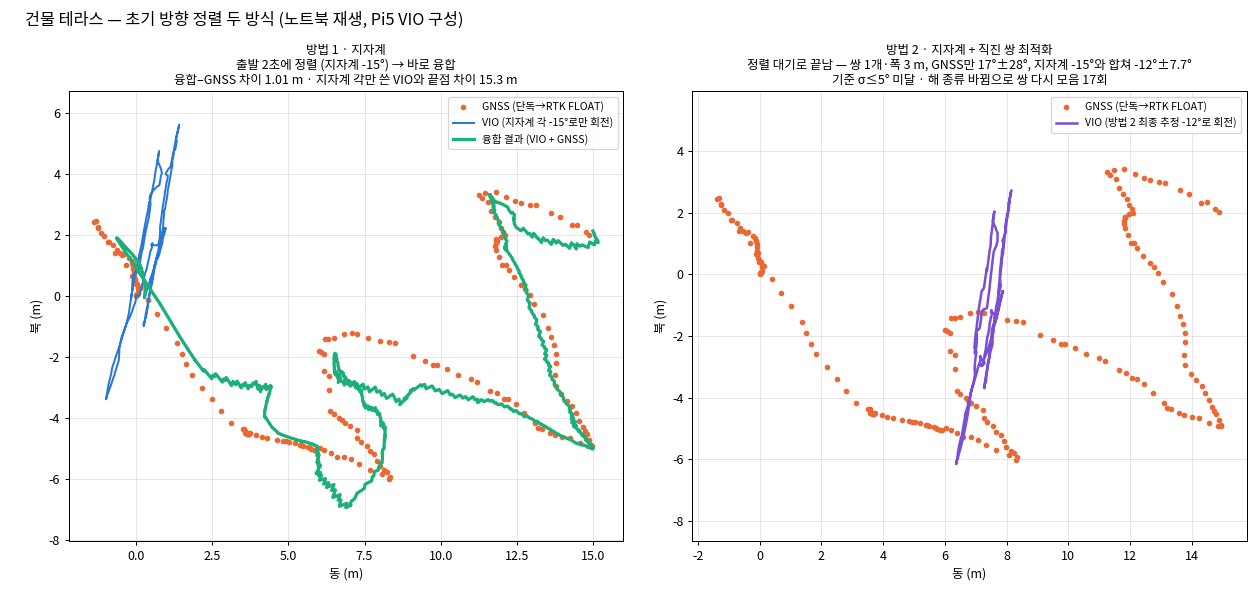 건물 테라스 — 초기 방향 정렬 두 방식 (노트북 재생, Pi5 VIO 구성)
방법 1 · 지자계
출발 2초에 정렬 (지자계 -15°) → 바로 융합
융합–GNSS 차이 1.01 m · 지자계 각만 쓴 VIO와 끝점 차이 15.3 m
GNSS (단독→RTK FLOAT)
VIO (지자계 각 -15°로만 회전)
융합 결과 (VIO + GNSS)
6
4
2
0
-2
-4
-6
-8
북 (m)
0.0
2.5
5.0
7.5
10.0
12.5
15.0
동 (m)
방법 2 · 지자계 + 직진 쌍 최적화
정렬 대기로 끝남 — 쌍 1개·폭 3 m, GNSS만 17°±28°, 지자계 -15°와 합쳐 -12°±7.7°
기준 σ≤5° 미달 · 해 종류 바뀜으로 쌍 다시 모음 17회
GNSS (단독→RTK FLOAT)
VIO (방법 2 최종 추정 -12°로 회전)
4
2
0
-2
-4
-6
-8
북 (m)
-2
0
2
4
6
8
10
12
14
동 (m)